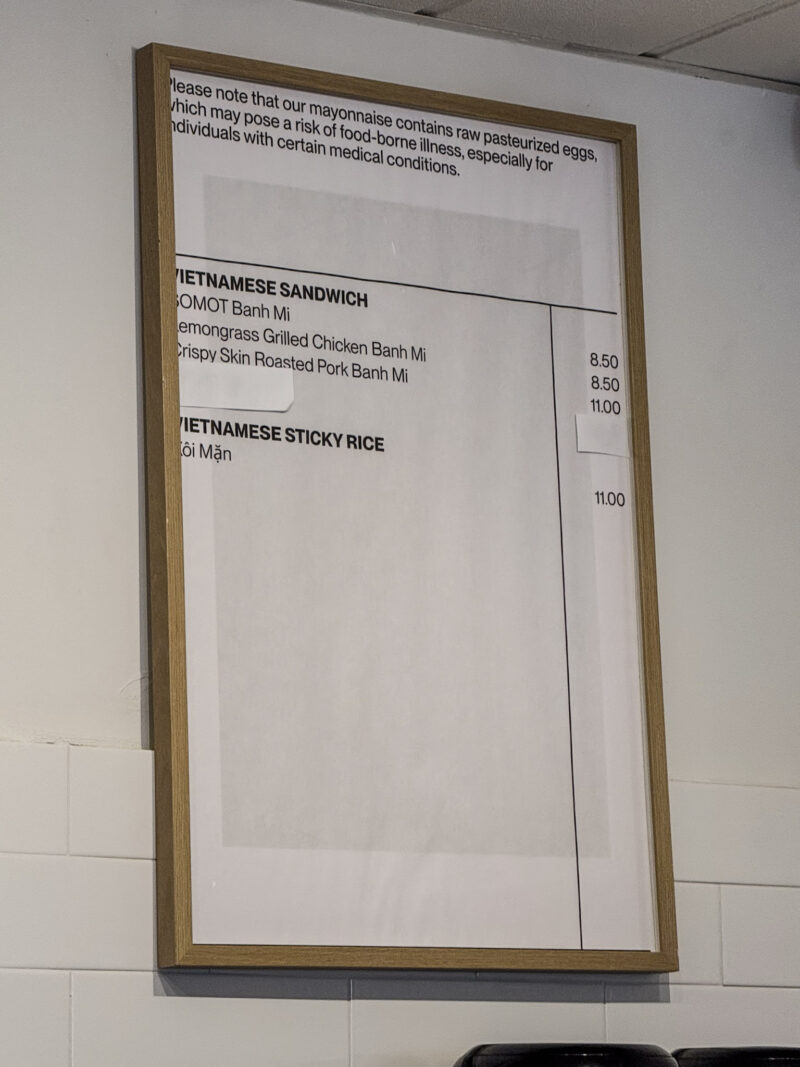 Please note that our mayonnaise contains raw pasteurized eggs,
which may pose a risk of food-borne illness, especially for
individuals with certain medical conditions.
VIETNAMESE SANDWICH
SOMOT Banh Mi 8.50
Lemongrass Grilled Chicken Banh Mi 8.50
Crispy Skin Roasted Pork Banh Mi 11.00
VIETNAMESE STICKY RICE
Xôi Mặn 11.00